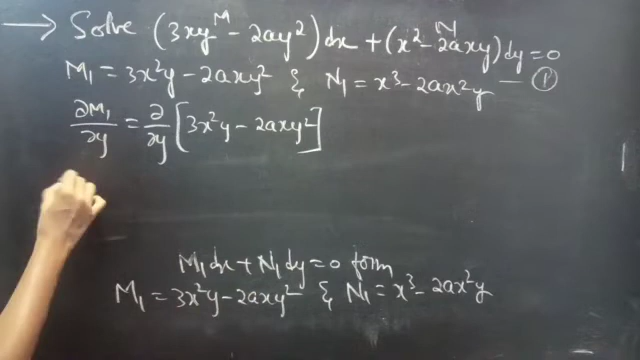 → Solve (3xy - 2ay²)dx + (x² - 2axy)dy = 0
M N
M₁ = 3x²y - 2axy² & N₁ = x³ - 2ax²y — ①
∂M₁/∂y = ∂/∂y [3x²y - 2axy²]
M₁dx + N₁dy = 0 form
M₁ = 3x²y - 2axy² & N₁ = x³ - 2ax²y